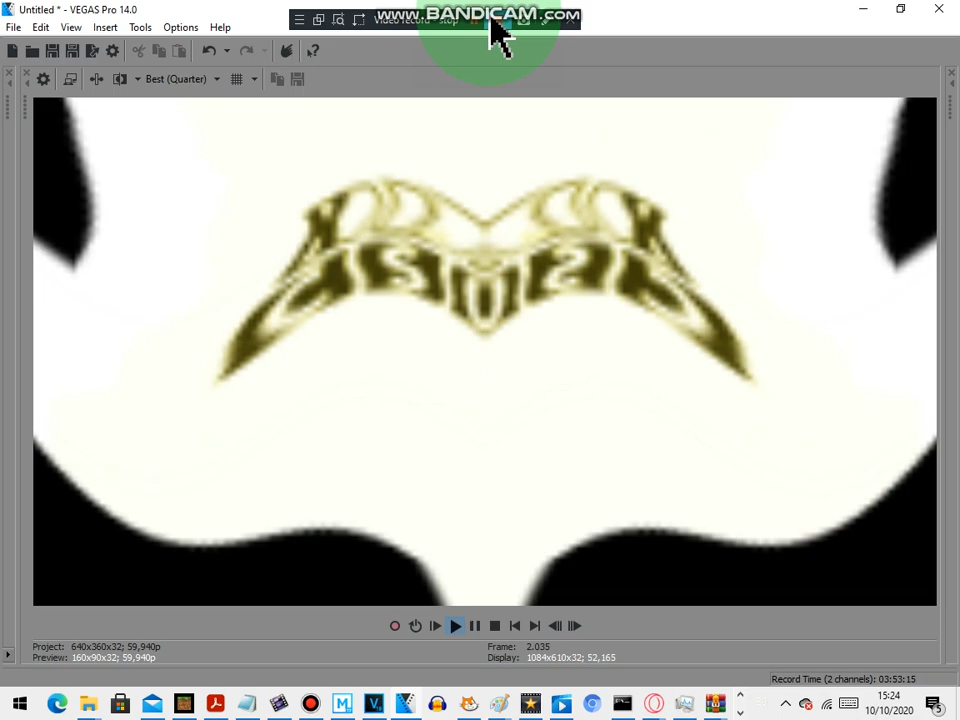 Untitled * - VEGAS Pro 14.0
www.BANDICAM.com
File Edit View Insert Tools Options Help
Best (Quarter)
Project: 640x360x32; 59,940p
Preview: 160x90x32; 59,940p
Frame: 2.035
Display: 1084x610x32; 52,165
Record Time (2 channels): 03:53:15
15:24
10/10/2020
5